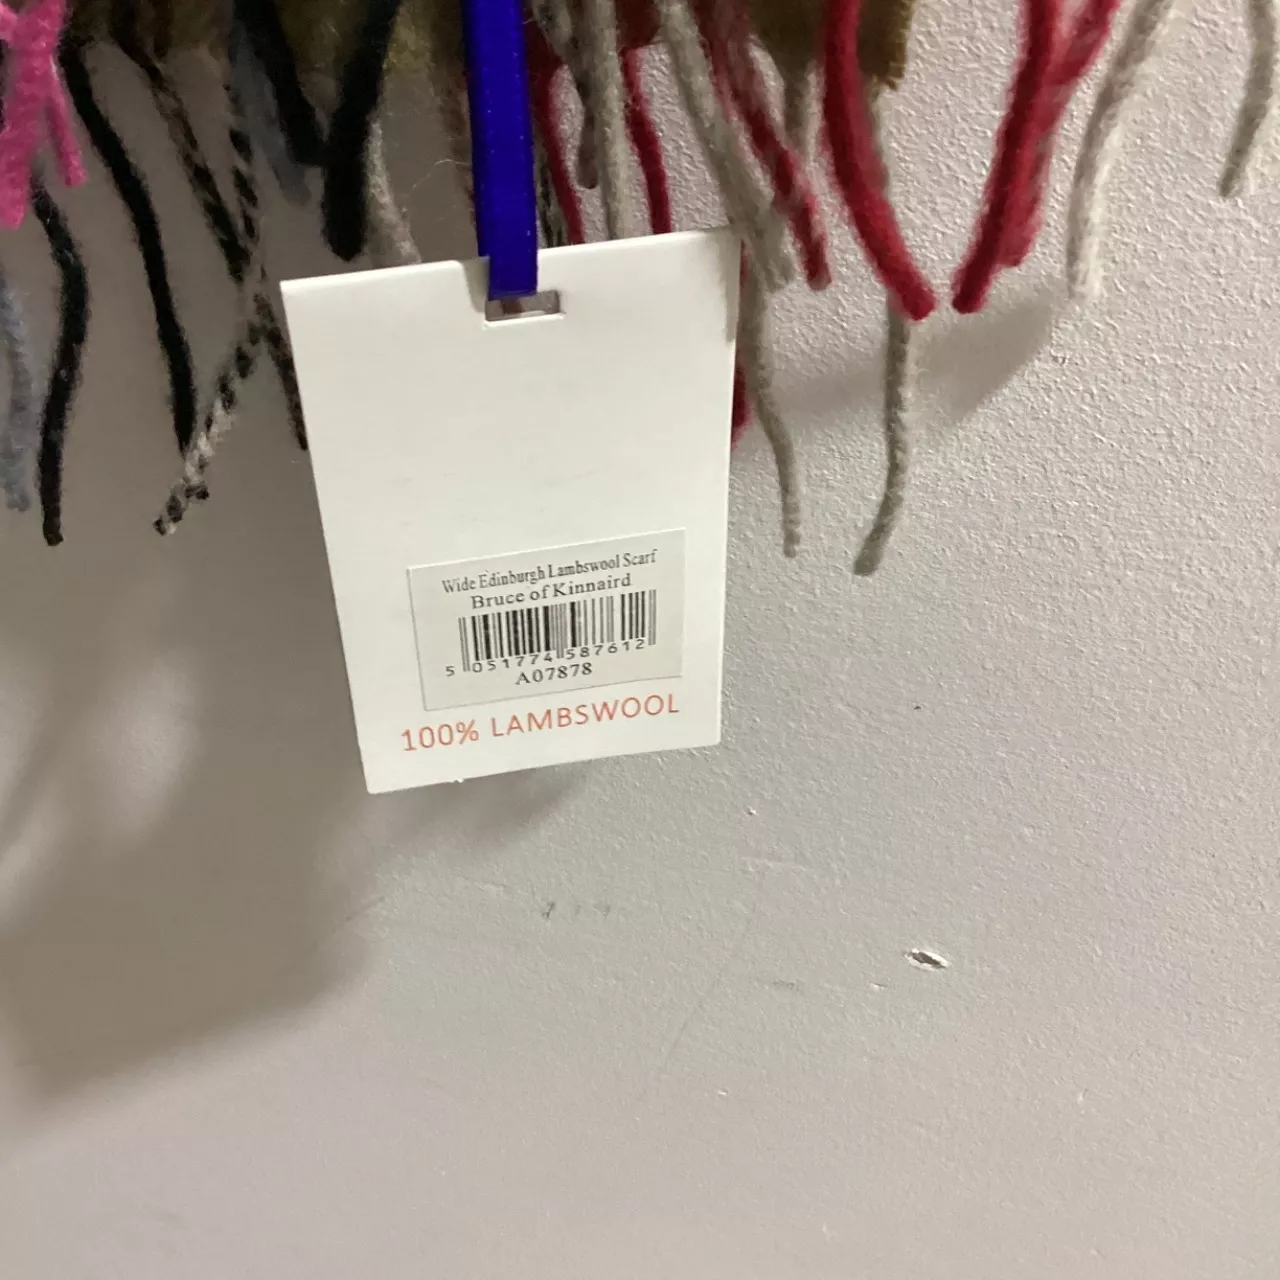 Wide Edinburgh Lambswool Scarf
Bruce of Kinnaird
5 051774 587612
A07878
100% LAMBSWOOL